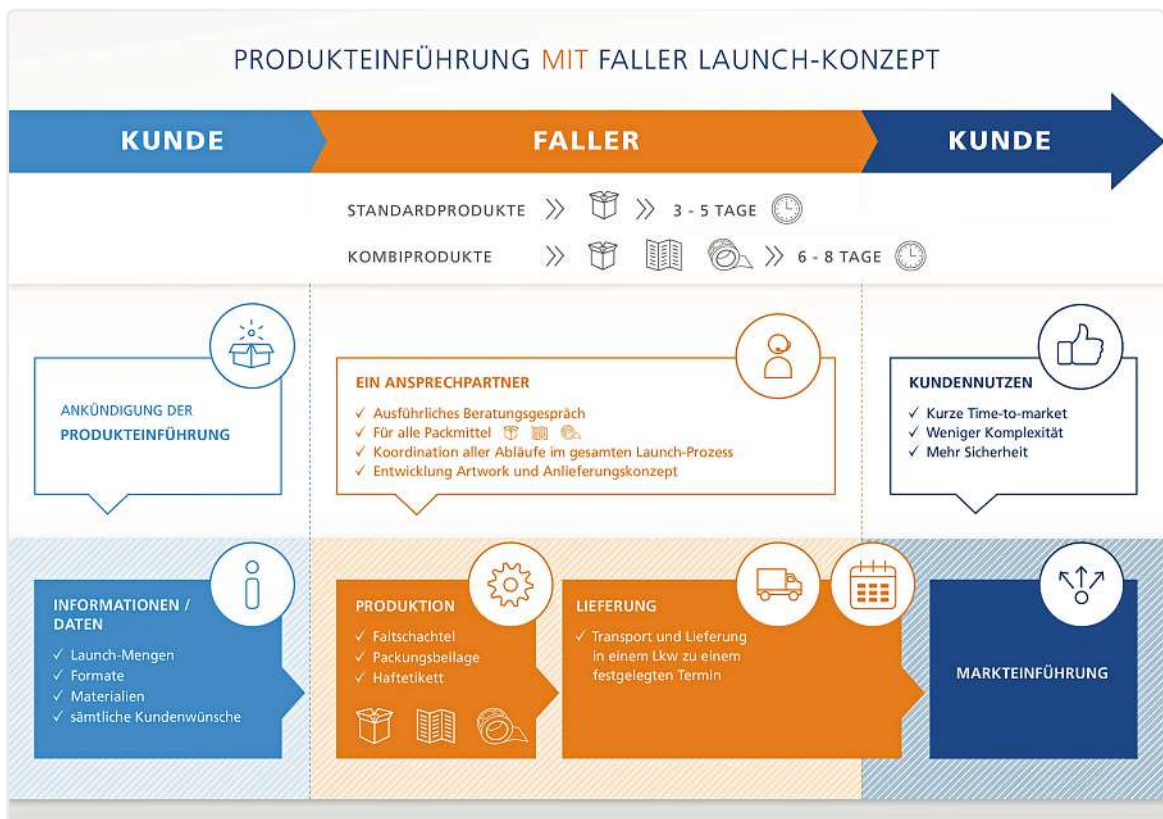 PRODUKTEINFÜHRUNG MIT FALLER LAUNCH-KONZEPT
KUNDE
FALLER
KUNDE
STANDARDPRODUKTE
3 - 5 TAGE
KOMBIPRODUKTE
6 - 8 TAGE
ANKÜNDIGUNG DER
PRODUKTEINFÜHRUNG
EIN ANSPRECHPARTNER
✓ Ausführliches Beratungsgespräch
✓ Für alle Packmittel
✓ Koordination aller Abläufe im gesamten Launch-Prozess
✓ Entwicklung Artwork und Anlieferungskonzept
KUNDENNUTZEN
✓ Kurze Time-to-market
✓ Weniger Komplexität
✓ Mehr Sicherheit
INFORMATIONEN /
DATEN
✓ Launch-Mengen
✓ Formate
✓ Materialien
✓ sämtliche Kundenwünsche
PRODUKTION
✓ Faltschachtel
✓ Packungsbeilage
✓ Haftetikett
LIEFERUNG
✓ Transport und Lieferung
in einem Lkw zu einem
festgelegten Termin
MARKTEINFÜHRUNG